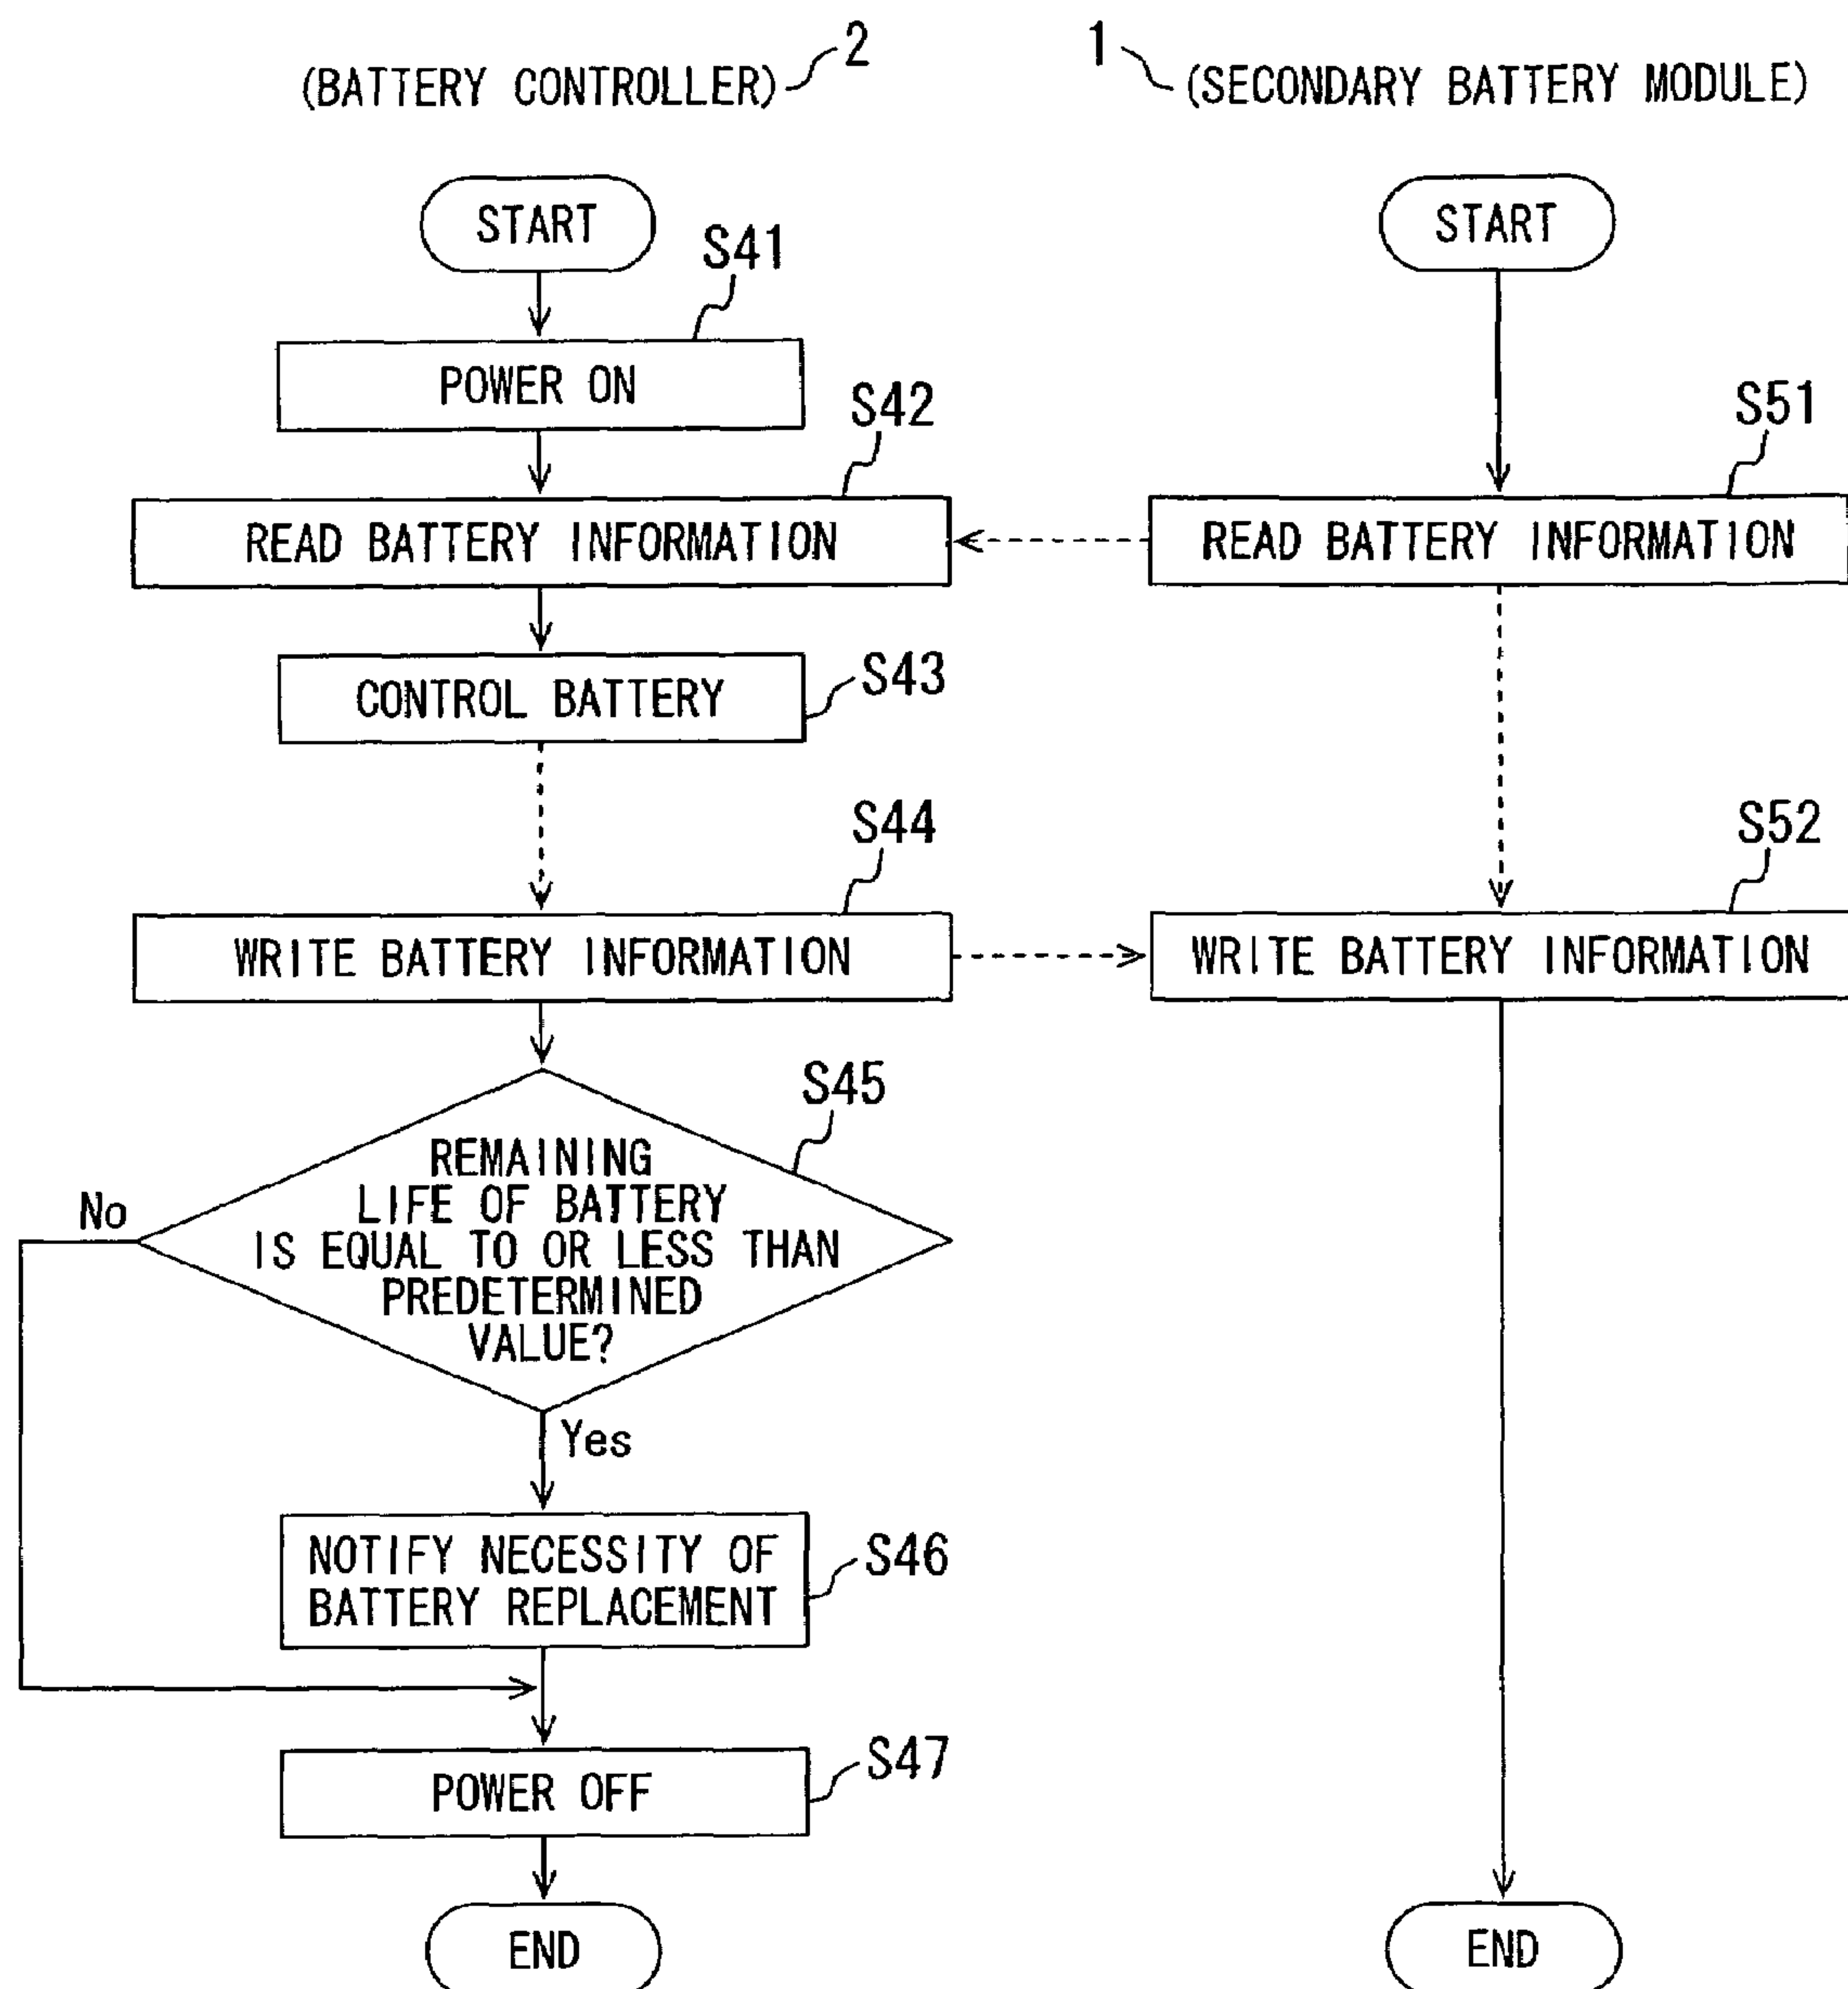 2
(BATTERY CONTROLLER)
1
(SECONDARY BATTERY MODULE)
START
START
S41
POWER ON
S42
READ BATTERY INFORMATION
S51
READ BATTERY INFORMATION
CONTROL BATTERY
S43
S44
WRITE BATTERY INFORMATION
S52
WRITE BATTERY INFORMATION
S45
REMAINING
LIFE OF BATTERY
IS EQUAL TO OR LESS THAN
PREDETERMINED
VALUE?
No
Yes
NOTIFY NECESSITY OF
BATTERY REPLACEMENT
S46
S47
POWER OFF
END
END